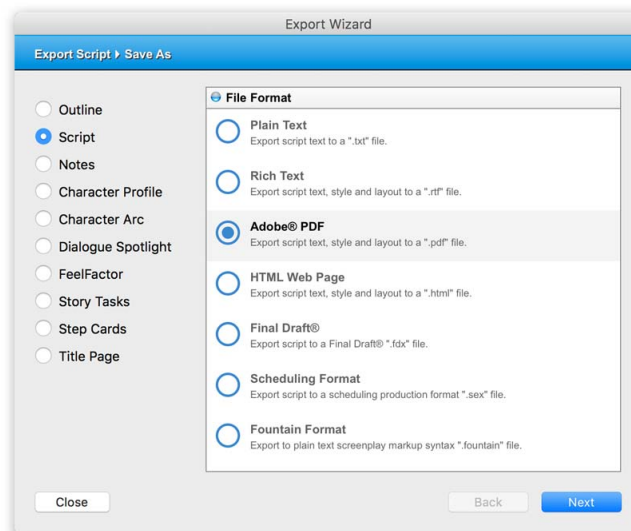 Export Wizard
Export Script ▸ Save As
Outline
Script
Notes
Character Profile
Character Arc
Dialogue Spotlight
FeelFactor
Story Tasks
Step Cards
Title Page
File Format
Plain Text
Export script text to a ".txt" file.
Rich Text
Export script text, style and layout to a ".rtf" file.
Adobe® PDF
Export script text, style and layout to a ".pdf" file.
HTML Web Page
Export script text, style and layout to a ".html" file.
Final Draft®
Export script to a Final Draft® ".fdx" file.
Scheduling Format
Export script to a scheduling production format ".sex" file.
Fountain Format
Export to plain text screenplay markup syntax ".fountain" file.
Close
Back
Next